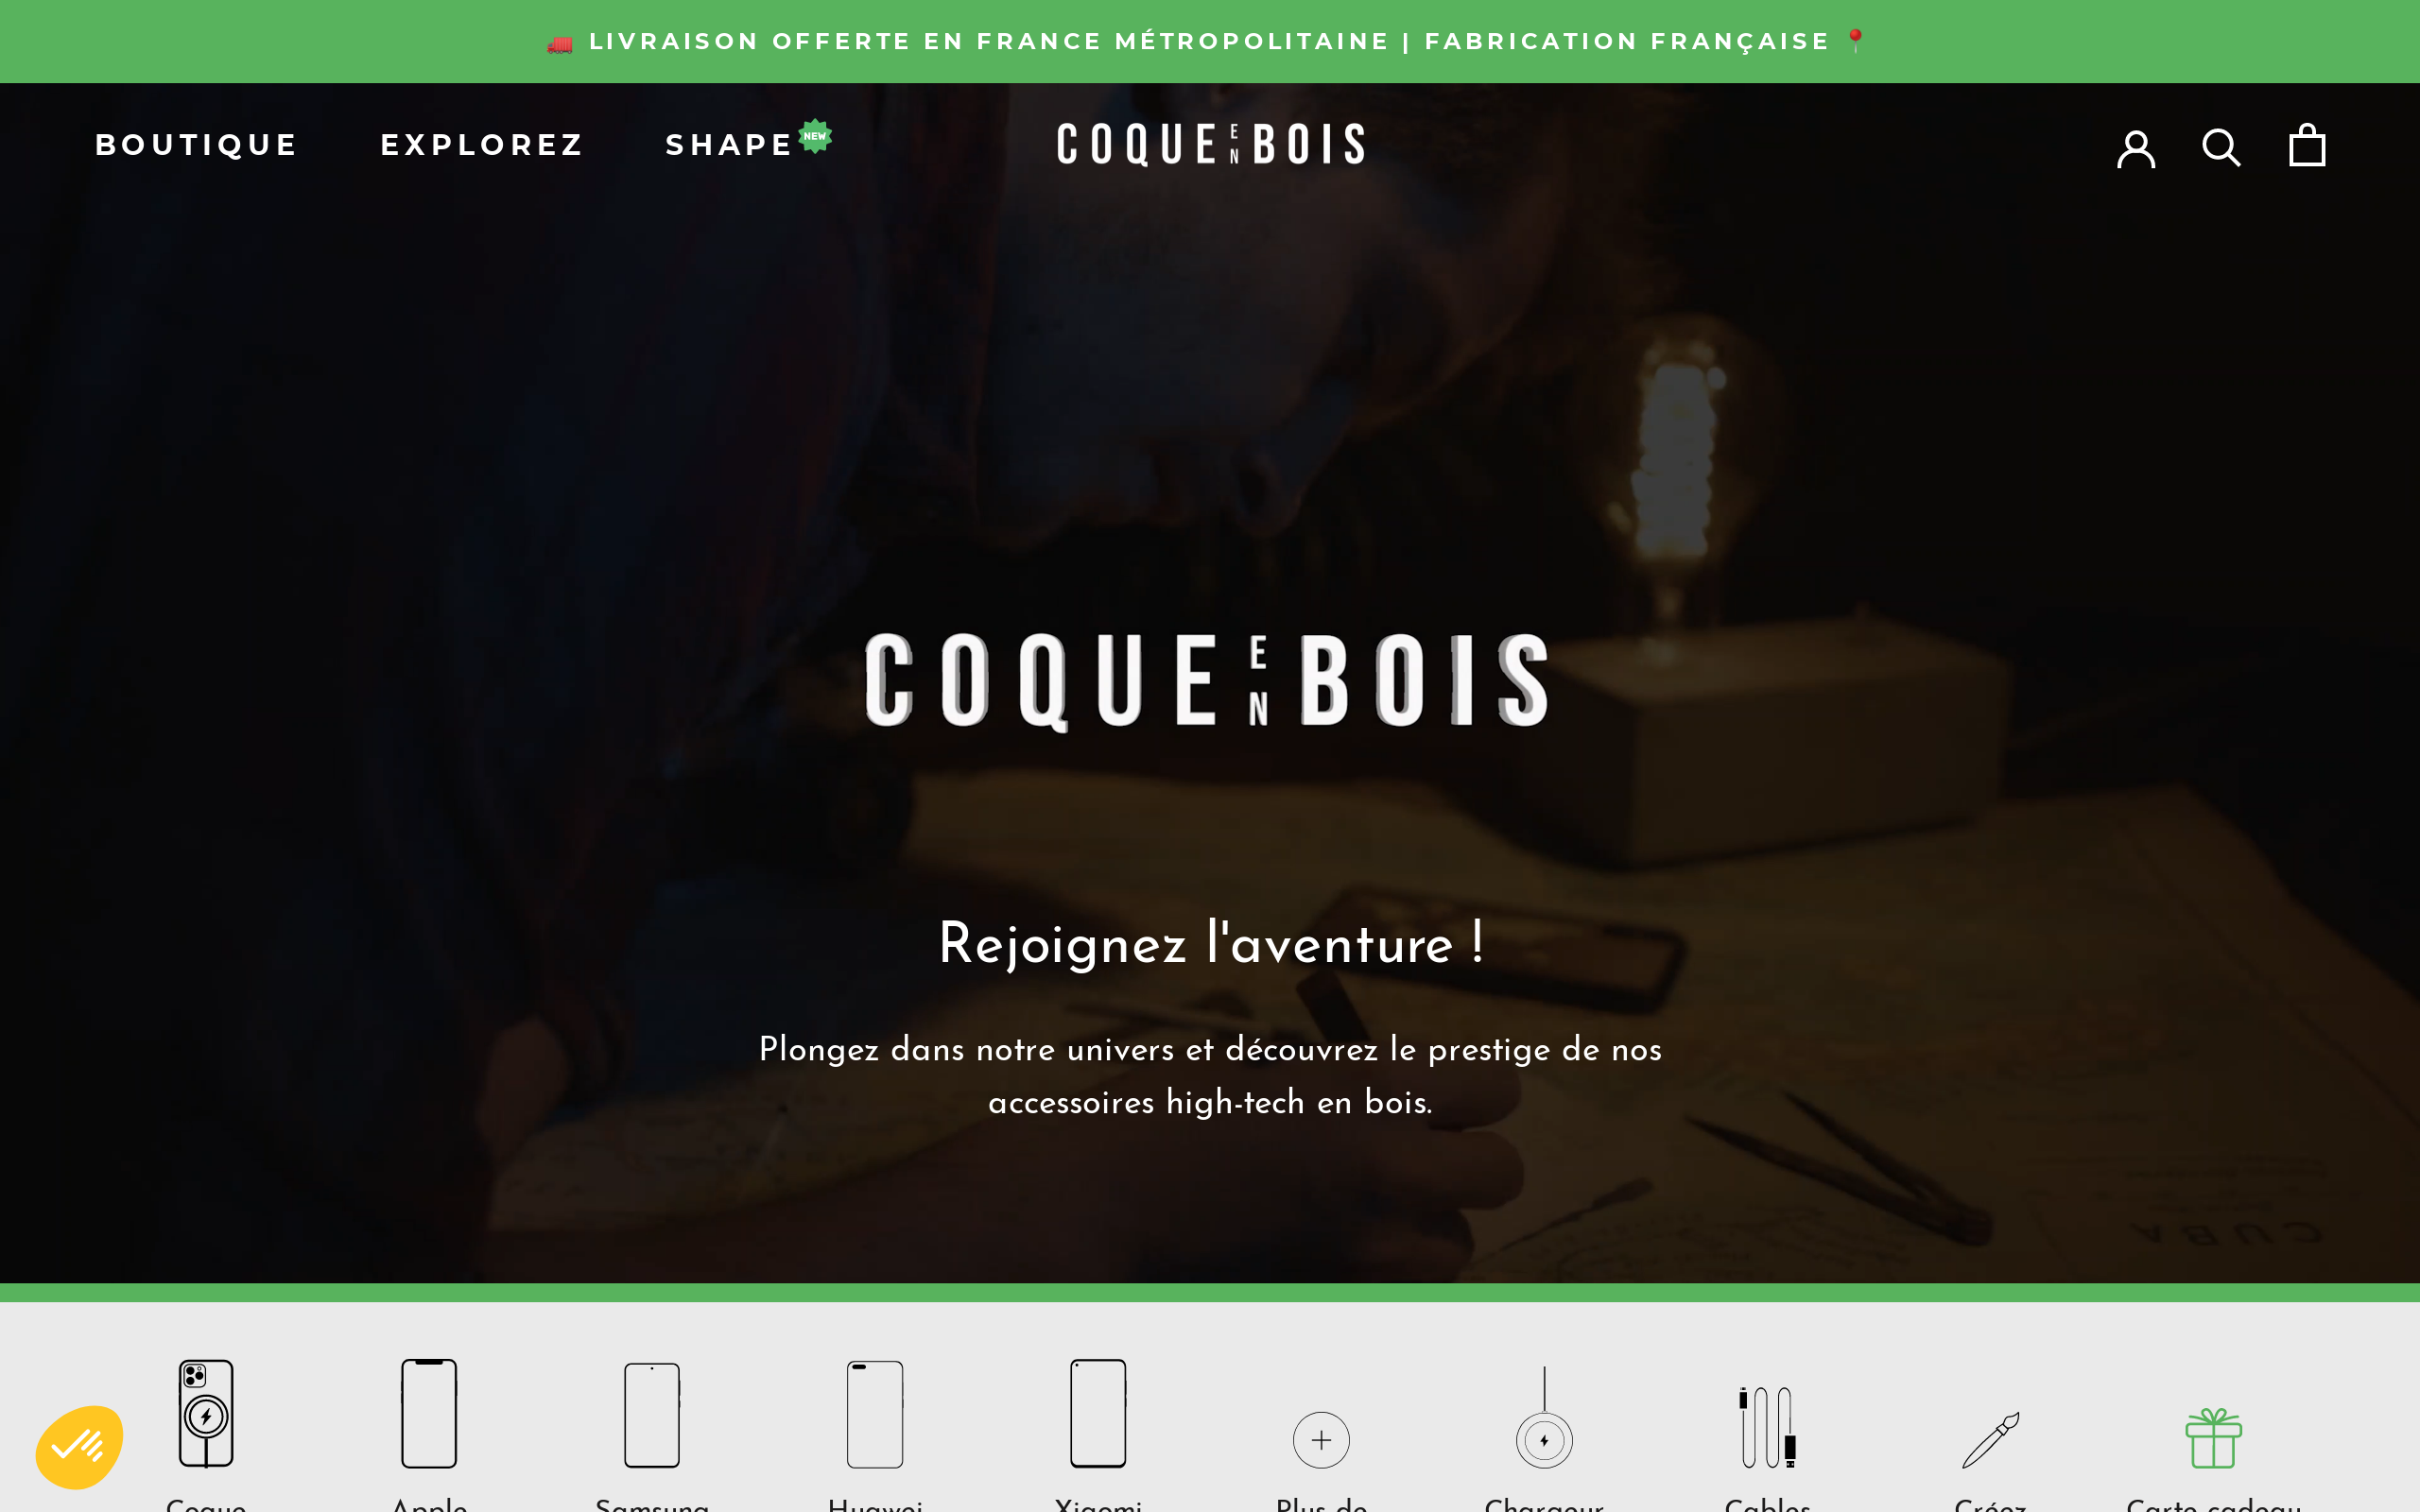 🚚 LIVRAISON OFFERTE EN FRANCE MÉTROPOLITAINE | FABRICATION FRANÇAISE 📍
BOUTIQUE EXPLOREZ SHAPE NEW COQUE EN BOIS
COQUE EN BOIS
Rejoignez l'aventure !
Plongez dans notre univers et découvrez le prestige de nos
accessoires high-tech en bois.
CUBA
Coque Apple Samsung Huawei Xiaomi Plus de Chargeur Cables Créez Carte cadeau